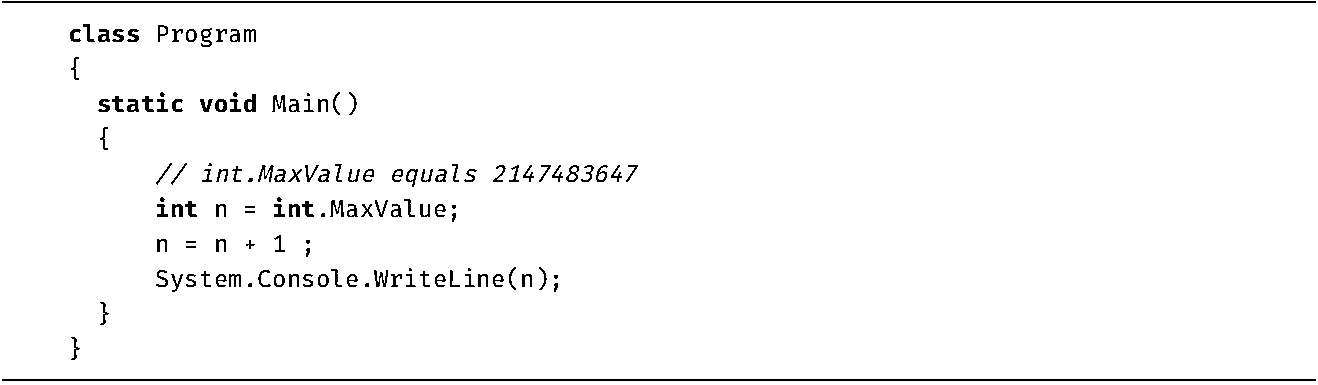 class Program
{
  static void Main()
  {
      // int.MaxValue equals 2147483647
      int n = int.MaxValue;
      n = n + 1 ;
      System.Console.WriteLine(n);
  }
}